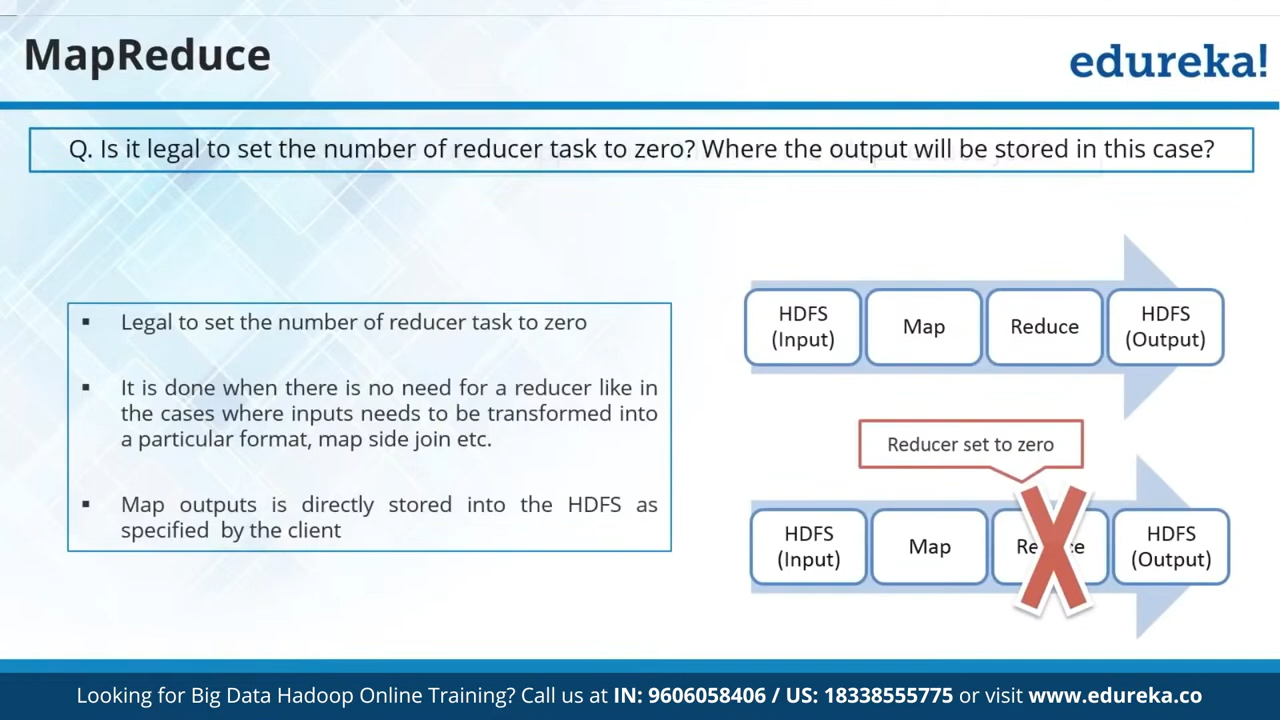 MapReduce
edureka!
Q. Is it legal to set the number of reducer task to zero? Where the output will be stored in this case?
▪ Legal to set the number of reducer task to zero
▪ It is done when there is no need for a reducer like in
the cases where inputs needs to be transformed into
a particular format, map side join etc.
▪ Map outputs is directly stored into the HDFS as
specified by the client
HDFS
(Input)
Map
Reduce
HDFS
(Output)
Reducer set to zero
HDFS
(Input)
Map
Reduce
HDFS
(Output)
Looking for Big Data Hadoop Online Training? Call us at IN: 9606058406 / US: 18338555775 or visit www.edureka.co